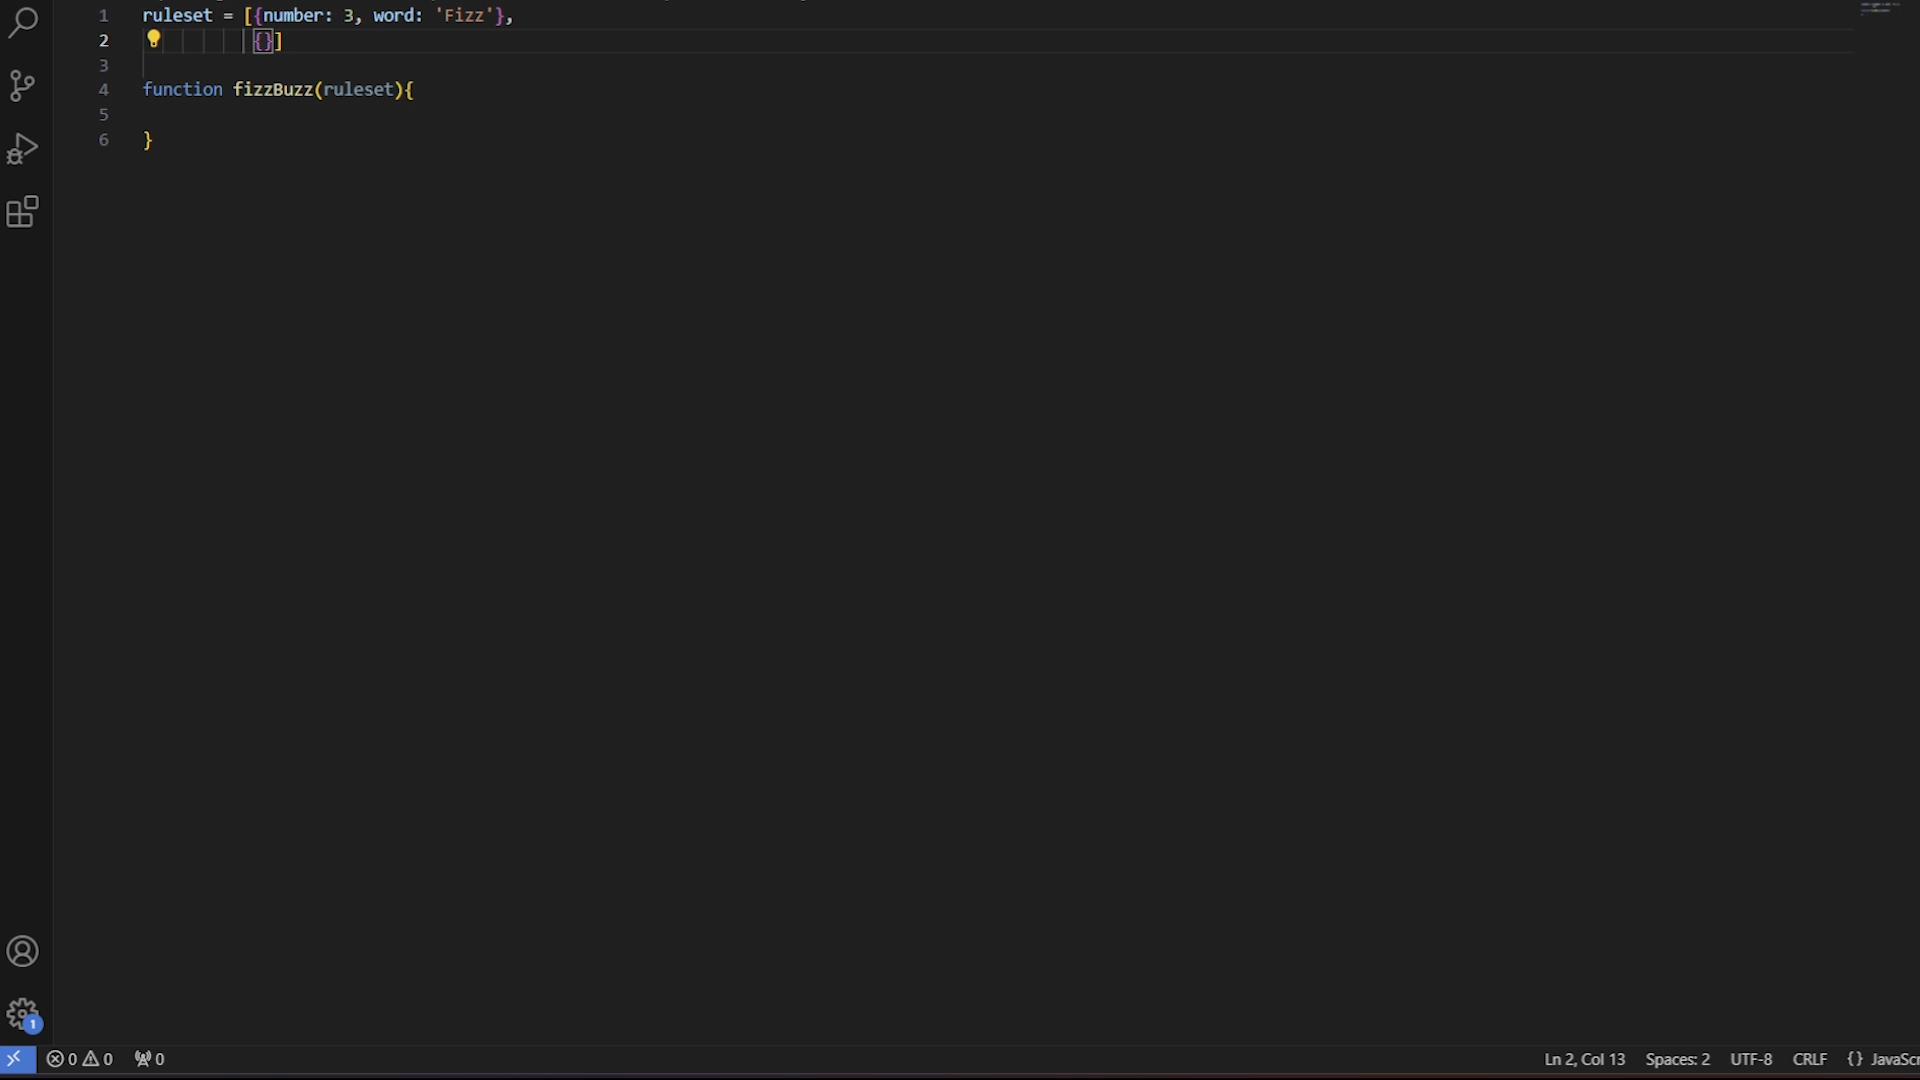 1 ruleset = [{number: 3, word: 'Fizz'},
2 {}]
3
4 function fizzBuzz(ruleset){
5
6 }
1
0 0 0 Ln 2, Col 13 Spaces: 2 UTF-8 CRLF {} JavaScr